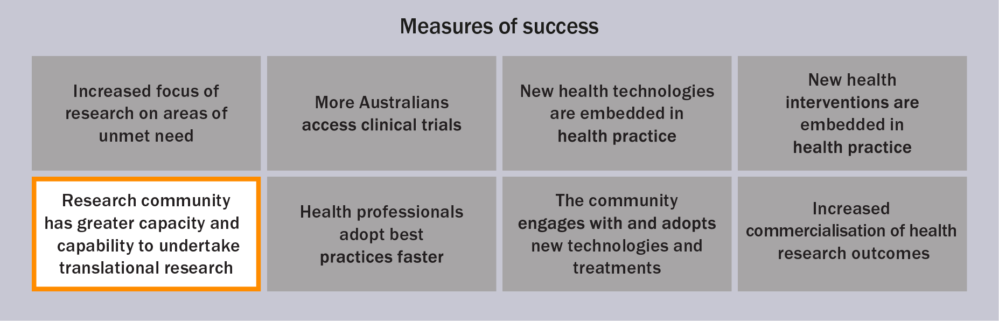 Measures of success
Increased focus of
research on areas of
unmet need
More Australians
access clinical trials
New health technologies
are embedded in
health practice
New health
interventions are
embedded in
health practice
Research community
has greater capacity and
capability to undertake
translational research
Health professionals
adopt best
practices faster
The community
engages with and adopts
new technologies and
treatments
Increased
commercialisation of health
research outcomes